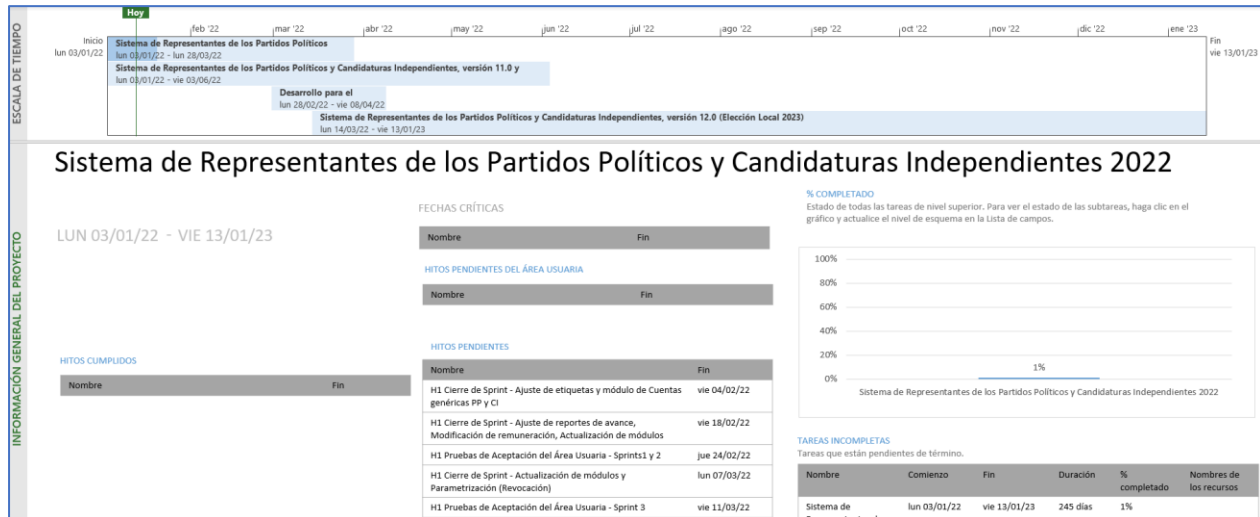 Hoy
feb '22
mar '22
abr '22
may '22
jun '22
jul '22
ago '22
sep '22
oct '22
nov '22
dic '22
ene '23
ESCALA DE TIEMPO
Inicio
lun 03/01/22
Sistema de Representantes de los Partidos Políticos
lun 03/01/22 - lun 28/03/22
Sistema de Representantes de los Partidos Políticos y Candidaturas Independientes, versión 11.0 y
lun 03/01/22 - vie 03/06/22
Desarrollo para el
lun 28/02/22 - vie 08/04/22
Sistema de Representantes de los Partidos Políticos y Candidaturas Independientes, versión 12.0 (Elección Local 2023)
lun 14/03/22 - vie 13/01/23
Fin
vie 13/01/23
Sistema de Representantes de los Partidos Políticos y Candidaturas Independientes 2022
INFORMACIÓN GENERAL DEL PROYECTO
LUN 03/01/22 - VIE 13/01/23
HITOS CUMPLIDOS
Nombre Fin
FECHAS CRÍTICAS
Nombre Fin
HITOS PENDIENTES DEL ÁREA USUARIA
Nombre Fin
HITOS PENDIENTES
Nombre Fin
H1 Cierre de Sprint - Ajuste de etiquetas y módulo de Cuentas vie 04/02/22
genéricas PP y CI
H1 Cierre de Sprint - Ajuste de reportes de avance, vie 18/02/22
Modificación de remuneración, Actualización de módulos
H1 Pruebas de Aceptación del Área Usuaria - Sprints1 y 2 jue 24/02/22
H1 Cierre de Sprint - Actualización de módulos y lun 07/03/22
Parametrización (Revocación)
H1 Pruebas de Aceptación del Área Usuaria - Sprint 3 vie 11/03/22
% COMPLETADO
Estado de todas las tareas de nivel superior. Para ver el estado de las subtareas, haga clic en el
gráfico y actualice el nivel de esquema en la Lista de campos.
100%
80%
60%
40%
20%
0%
1%
Sistema de Representantes de los Partidos Políticos y Candidaturas Independientes 2022
TAREAS INCOMPLETAS
Tareas que están pendientes de término.
Nombre Comienzo Fin Duración % Nombres de
completado los recursos
Sistema de lun 03/01/22 vie 13/01/23 245 días 1%